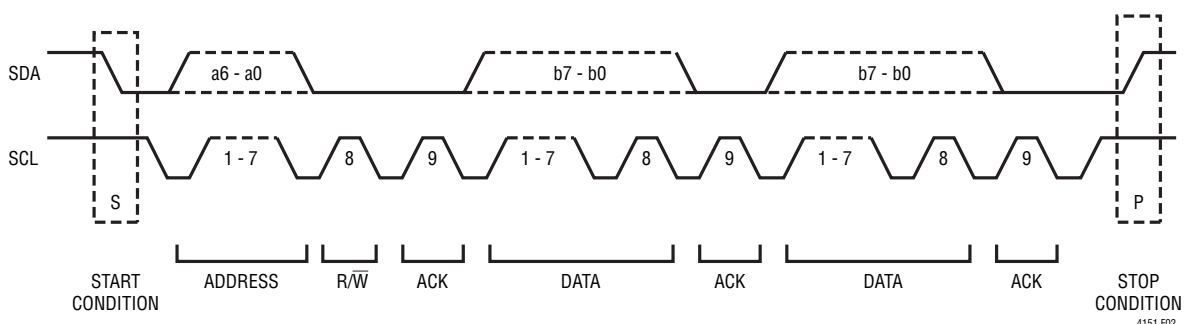 SDA
a6 - a0
b7 - b0
b7 - b0
SCL
1 - 7
8
9
1 - 7
8
9
1 - 7
8
9
S
P
START
CONDITION
ADDRESS
R/W̅
ACK
DATA
ACK
DATA
ACK
STOP
CONDITION
4151 F02